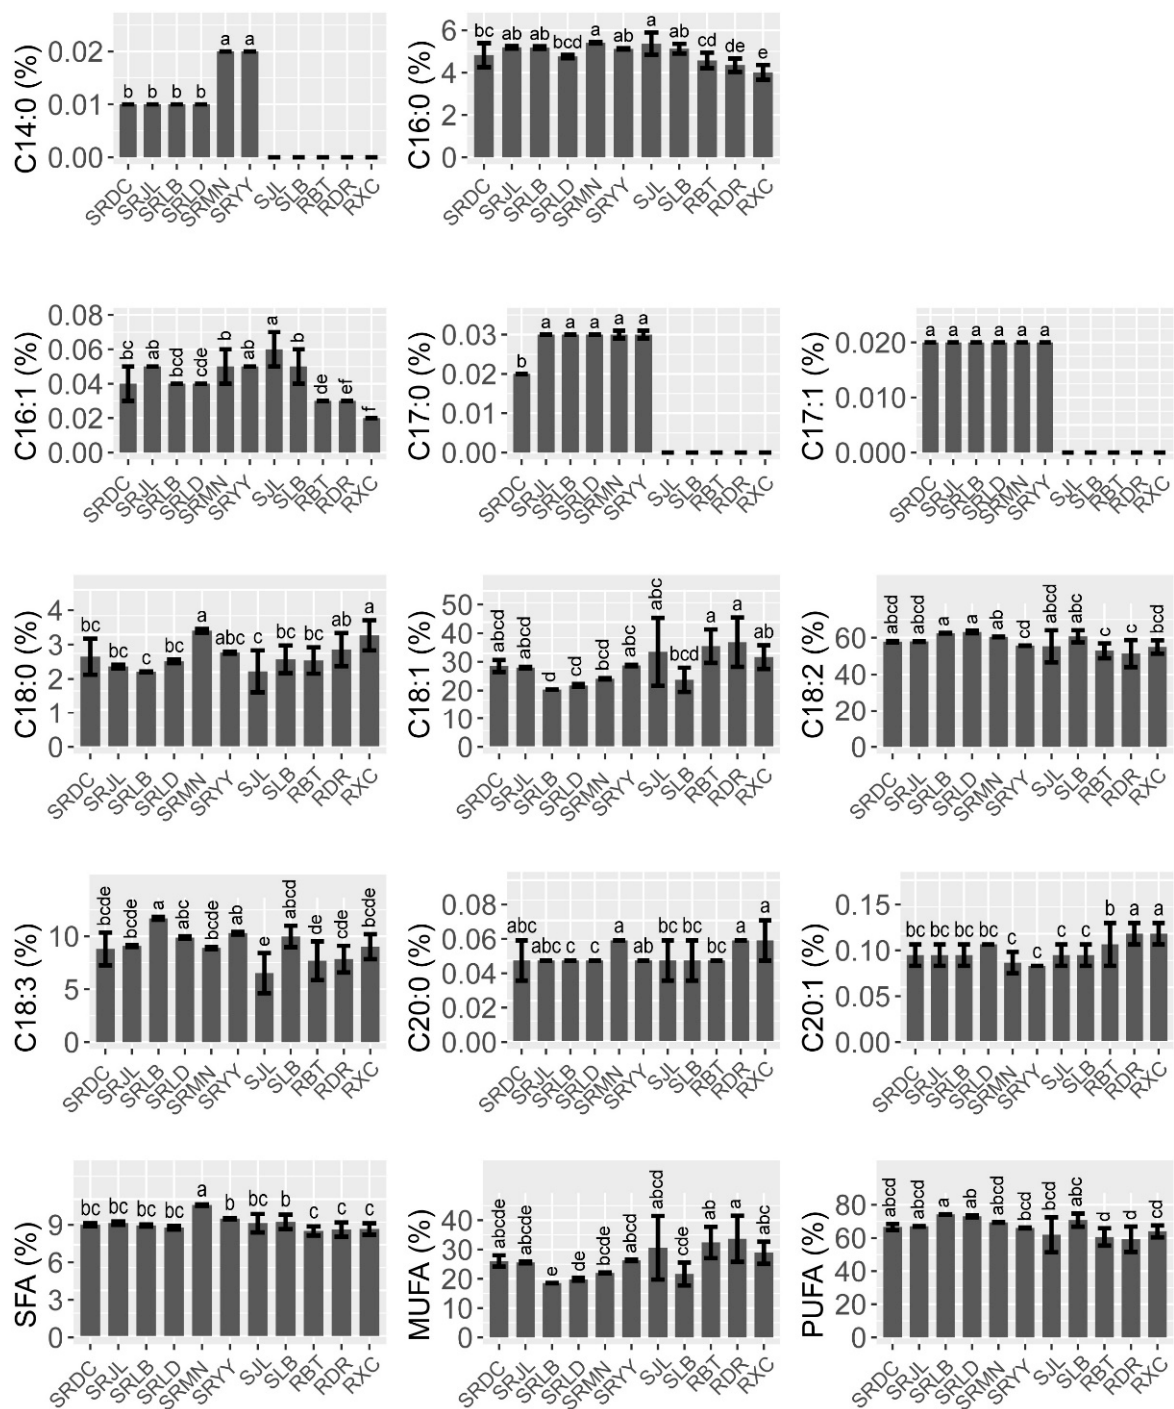 C14:0 (%)
0.02
0.01
0.00
b b b b a a
SRDC SRJL SRLB SRLD SRMN SRYY SJL SLB RBT RDR RXC
C16:0 (%)
6
4
2
0
bc ab ab bcd a ab a ab cd de e
SRDC SRJL SRLB SRLD SRMN SRYY SJL SLB RBT RDR RXC
C16:1 (%)
0.08
0.06
0.04
0.02
0.00
bc ab bcd cde b ab a b de ef f
SRDC SRJL SRLB SRLD SRMN SRYY SJL SLB RBT RDR RXC
C17:0 (%)
0.03
0.02
0.01
0.00
b a a a a a
SRDC SRJL SRLB SRLD SRMN SRYY SJL SLB RBT RDR RXC
C17:1 (%)
0.020
0.010
0.000
a a a a a a
SRDC SRJL SRLB SRLD SRMN SRYY SJL SLB RBT RDR RXC
C18:0 (%)
4
3
2
1
0
bc bc c bc a abc c bc bc ab a
SRDC SRJL SRLB SRLD SRMN SRYY SJL SLB RBT RDR RXC
C18:1 (%)
50
40
30
20
10
0
abcd abcd d cd bcd abc abc bcd a a ab
SRDC SRJL SRLB SRLD SRMN SRYY SJL SLB RBT RDR RXC
C18:2 (%)
60
40
20
0
abcd abcd a a ab cd abcd abc c c bcd
SRDC SRJL SRLB SRLD SRMN SRYY SJL SLB RBT RDR RXC
C18:3 (%)
10
5
0
bcde bcde a abc bcde ab e abcd de cde bcde
SRDC SRJL SRLB SRLD SRMN SRYY SJL SLB RBT RDR RXC
C20:0 (%)
0.08
0.06
0.04
0.02
0.00
abc abc c c a ab bc bc bc a a
SRDC SRJL SRLB SRLD SRMN SRYY SJL SLB RBT RDR RXC
C20:1 (%)
0.15
0.10
0.05
0.00
bc bc bc bc c c c c b a a
SRDC SRJL SRLB SRLD SRMN SRYY SJL SLB RBT RDR RXC
SFA (%)
9
6
3
0
bc bc bc bc a b bc b c c c
SRDC SRJL SRLB SRLD SRMN SRYY SJL SLB RBT RDR RXC
MUFA (%)
40
30
20
10
0
abcde abcde e de bcde abcd abcd cde ab a abc
SRDC SRJL SRLB SRLD SRMN SRYY SJL SLB RBT RDR RXC
PUFA (%)
80
60
40
20
0
abcd abcd a ab abcd bcd bcd abc d d cd
SRDC SRJL SRLB SRLD SRMN SRYY SJL SLB RBT RDR RXC